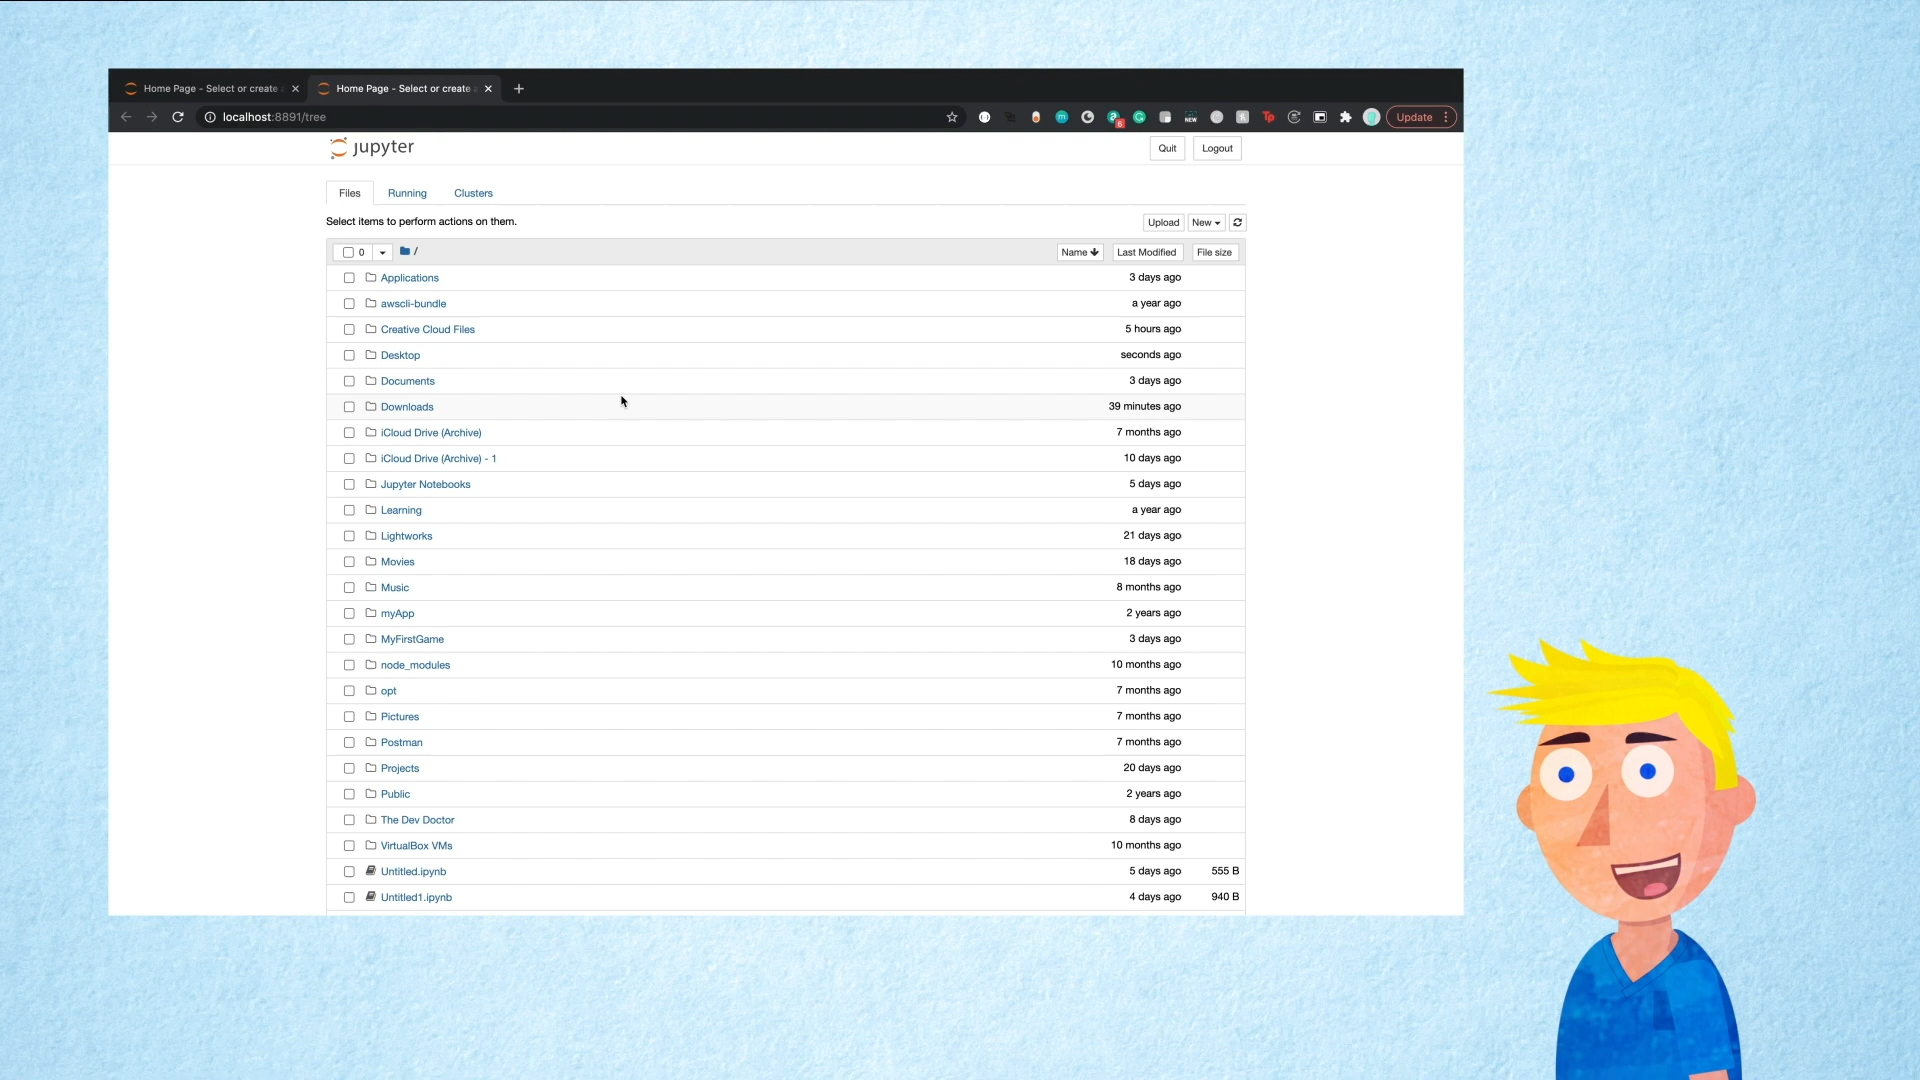 Home Page - Select or create
Home Page - Select or create a
localhost:8891/tree
NEW
Update
jupyter
Quit
Logout
Files
Running
Clusters
Select items to perform actions on them.
Upload
New
0
/
Name
Last Modified
File size
Applications 3 days ago
awscli-bundle a year ago
Creative Cloud Files 5 hours ago
Desktop seconds ago
Documents 3 days ago
Downloads 39 minutes ago
iCloud Drive (Archive) 7 months ago
iCloud Drive (Archive) - 1 10 days ago
Jupyter Notebooks 5 days ago
Learning a year ago
Lightworks 21 days ago
Movies 18 days ago
Music 8 months ago
myApp 2 years ago
MyFirstGame 3 days ago
node_modules 10 months ago
opt 7 months ago
Pictures 7 months ago
Postman 7 months ago
Projects 20 days ago
Public 2 years ago
The Dev Doctor 8 days ago
VirtualBox VMs 10 months ago
Untitled.ipynb 5 days ago 555 B
Untitled1.ipynb 4 days ago 940 B